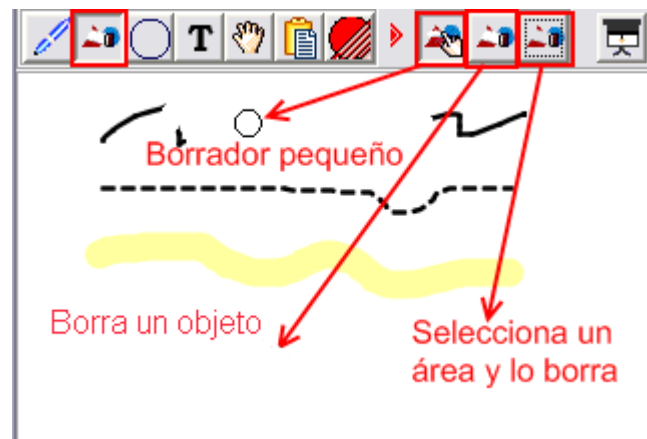 T
Borrador pequeño
Borra un objeto
Selecciona un
área y lo borra